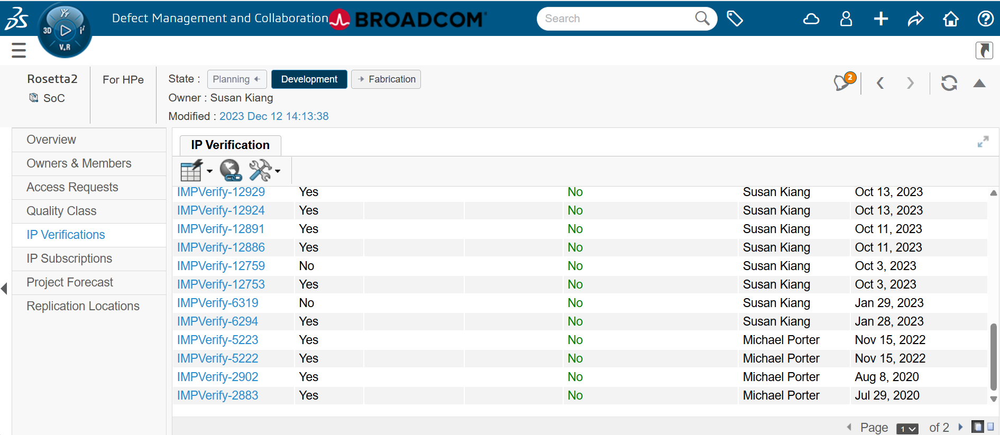 Defect Management and Collaboration BROADCOM
Search
3D
V.R
Rosetta2
SoC
For HPe
State : Planning Development Fabrication
Owner : Susan Kiang
Modified : 2023 Dec 12 14:13:38
2
Overview
Owners & Members
Access Requests
Quality Class
IP Verifications
IP Subscriptions
Project Forecast
Replication Locations
IP Verification
IMPVerify-12929 Yes No Susan Kiang Oct 13, 2023
IMPVerify-12924 Yes No Susan Kiang Oct 13, 2023
IMPVerify-12891 Yes No Susan Kiang Oct 11, 2023
IMPVerify-12886 Yes No Susan Kiang Oct 11, 2023
IMPVerify-12759 No No Susan Kiang Oct 3, 2023
IMPVerify-12753 Yes No Susan Kiang Oct 3, 2023
IMPVerify-6319 No No Susan Kiang Jan 29, 2023
IMPVerify-6294 Yes No Susan Kiang Jan 28, 2023
IMPVerify-5223 Yes No Michael Porter Nov 15, 2022
IMPVerify-5222 Yes No Michael Porter Nov 15, 2022
IMPVerify-2902 Yes No Michael Porter Aug 8, 2020
IMPVerify-2883 Yes No Michael Porter Jul 29, 2020
Page 1 of 2